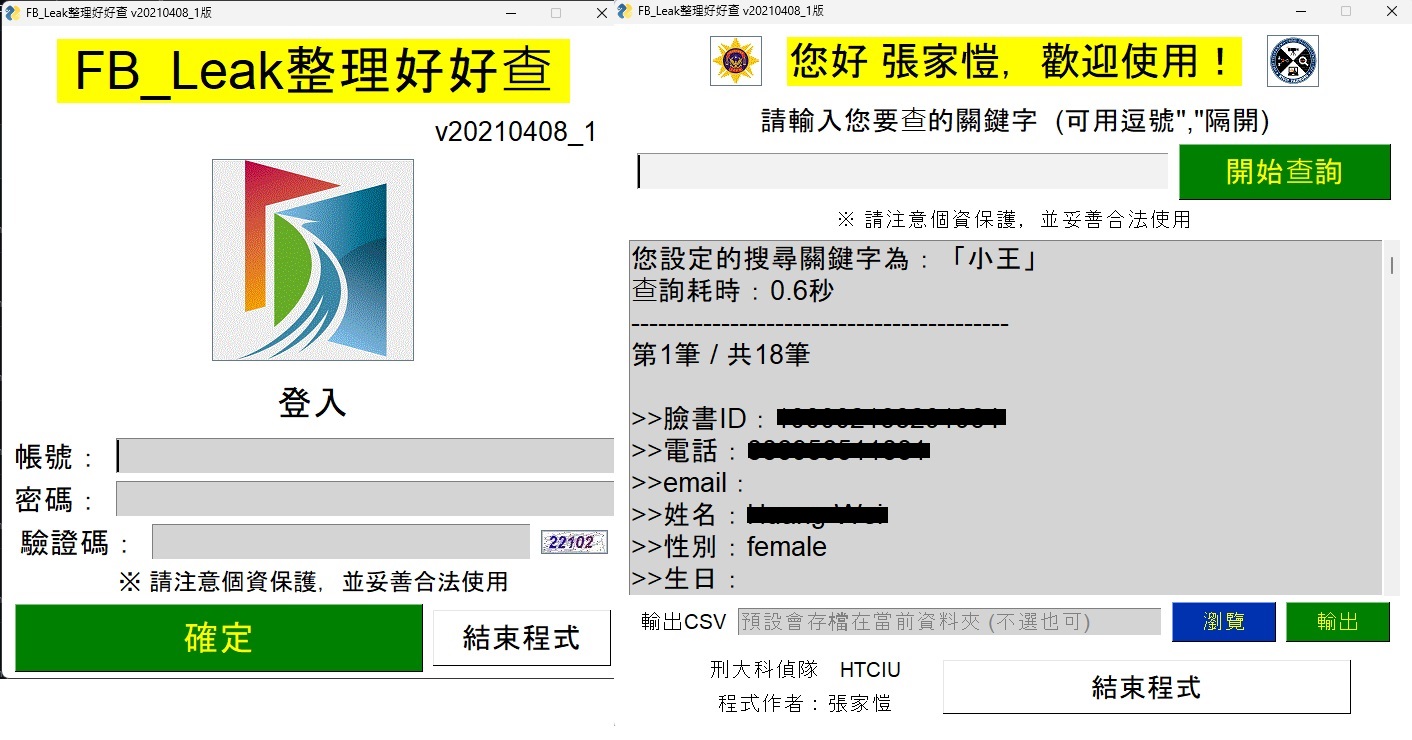 FB_Leak整理好好查 v20210408_1版
FB_Leak整理好好查
v20210408_1
登入
帳號：
密碼：
驗證碼：
22102
※ 請注意個資保護，並妥善合法使用
確定
結束程式
FB_Leak整理好好查 v20210408_1版
您好 張家愷，歡迎使用！
請輸入您要查的關鍵字 (可用逗號","隔開)
開始查詢
※ 請注意個資保護，並妥善合法使用
您設定的搜尋關鍵字為：「小王」
查詢耗時：0.6秒
------------------------------------------
第1筆 / 共18筆
>>臉書ID：
>>電話：
>>email：
>>姓名：
>>性別：female
>>生日：
輸出CSV 預設會存檔在當前資料夾 (不選也可) 瀏覽 輸出
刑大科偵隊 HTCIU
程式作者：張家愷
結束程式